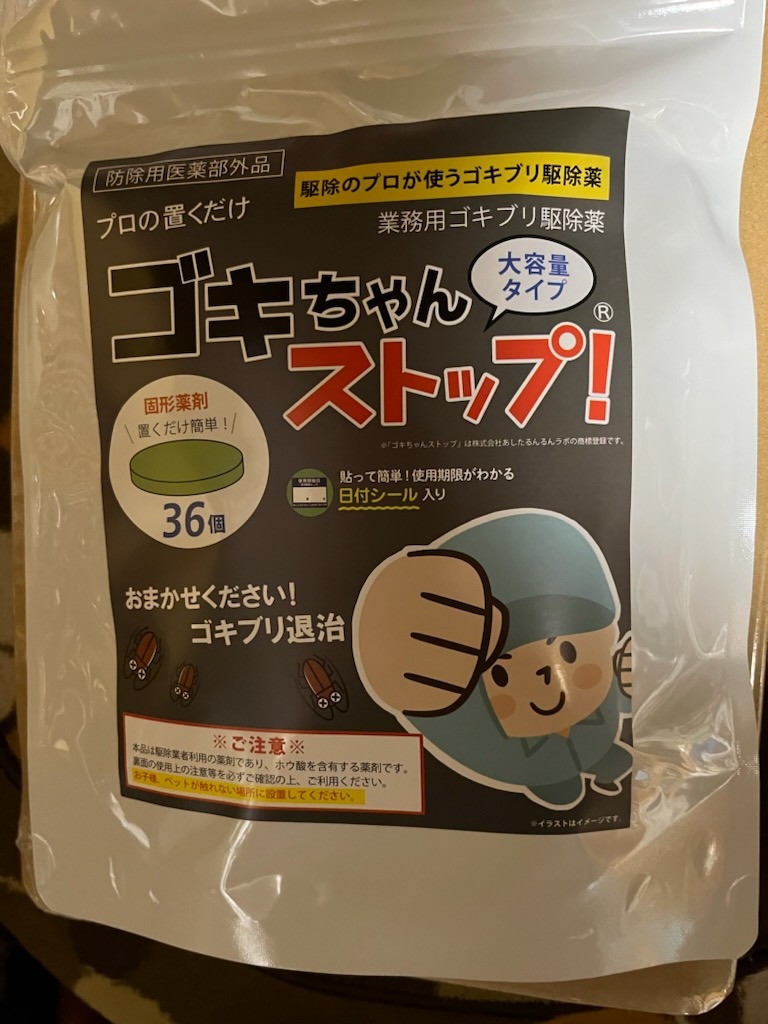 防除用医薬部外品
駆除のプロが使うゴキブリ駆除薬
プロの置くだけ
業務用ゴキブリ駆除薬
大容量
タイプ
ゴキちゃん
ストップ!
®
※「ゴキちゃんストップ」は株式会社あしたるんるんラボの商標登録です。
固形薬剤
\置くだけ簡単!/
36個
貼って簡単!使用期限がわかる
日付シール 入り
おまかせください!
ゴキブリ退治
※ご注意※
本品は駆除業者利用の薬剤であり、ホウ酸を含有する薬剤です。
裏面の使用上の注意等を必ずご確認の上、ご利用ください。
お子様、ペットが触れない場所に設置してください。
※イラストはイメージです。